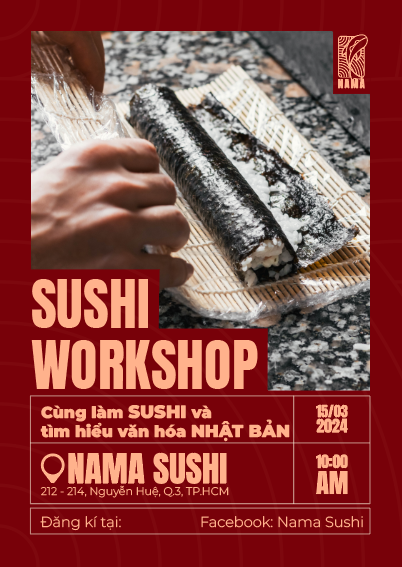 NAMA
SUSHI
WORKSHOP
Cùng làm SUSHI và
tìm hiểu văn hóa NHẬT BẢN
15/03
2024
NAMA SUSHI
212 - 214, Nguyễn Huệ, Q.3, TP.HCM
10:00
AM
Đăng kí tại:
Facebook: Nama Sushi